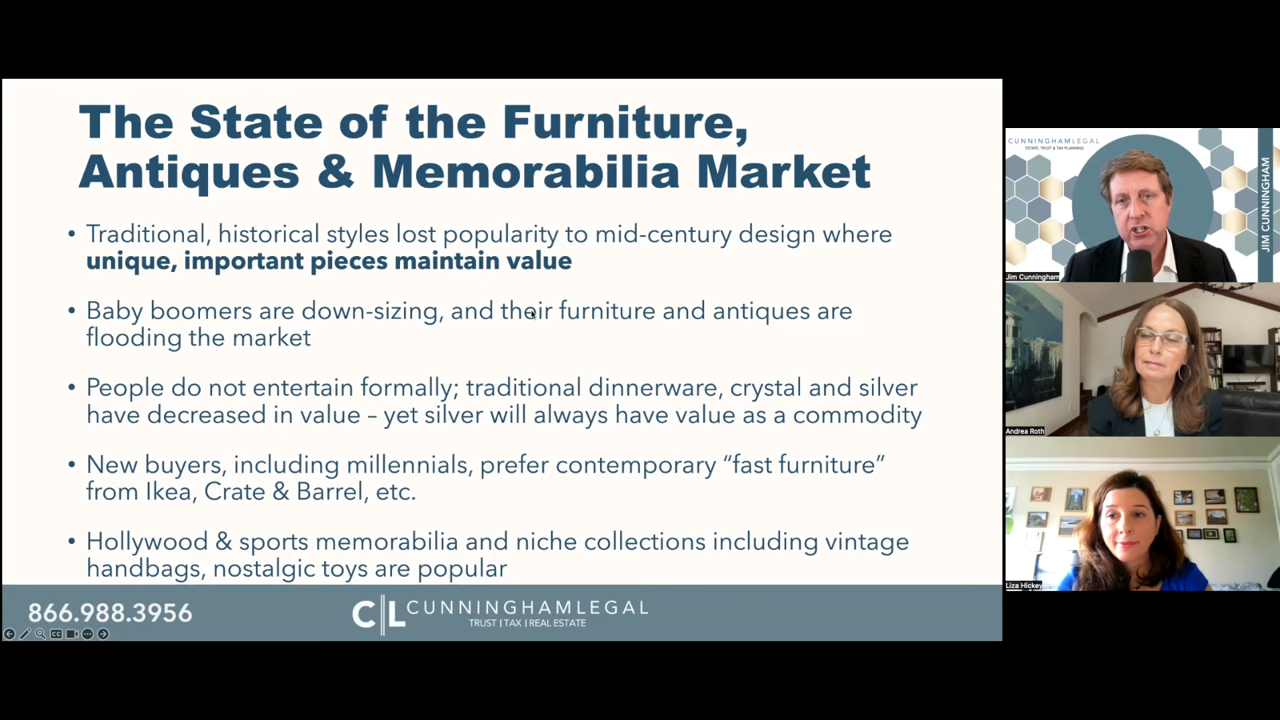 The State of the Furniture,
Antiques & Memorabilia Market
• Traditional, historical styles lost popularity to mid-century design where
unique, important pieces maintain value
• Baby boomers are down-sizing, and their furniture and antiques are
flooding the market
• People do not entertain formally; traditional dinnerware, crystal and silver
have decreased in value – yet silver will always have value as a commodity
• New buyers, including millennials, prefer contemporary “fast furniture”
from Ikea, Crate & Barrel, etc.
• Hollywood & sports memorabilia and niche collections including vintage
handbags, nostalgic toys are popular
866.988.3956
CL CUNNINGHAMLEGAL
TRUST | TAX | REAL ESTATE
CUNNINGHAMLEGAL
ESTATE, TRUST & TAX PLANNING
JIM CUNNINGHAM
Jim Cunningham
Andrea Roth
Liza Hickey